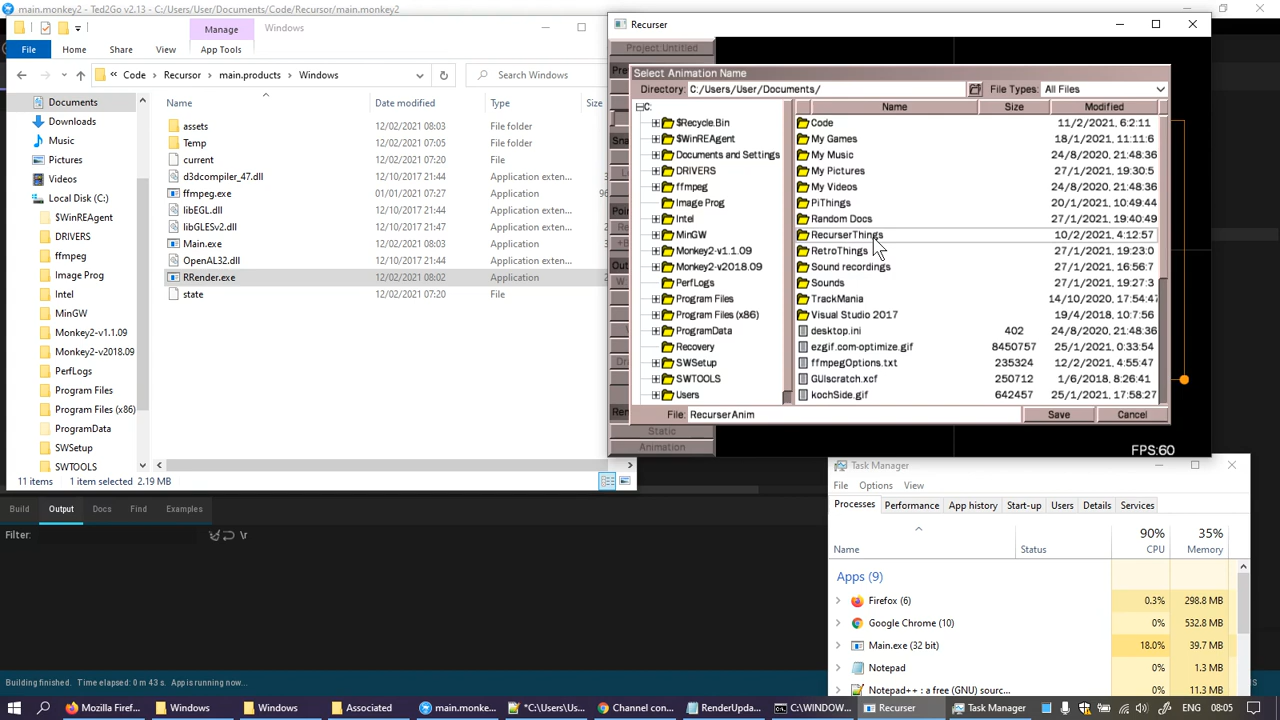 main.monkey2
Ted2Go v2.13 - C:/Users/User/Documents/Code/Recursor/main.monkey2
Manage
Windows
File
Home
Share
View
App Tools
Code
Recursor
main.products
Windows
Search Windows
Documents
Downloads
Music
Pictures
Videos
Local Disk (C:)
$WinREAgent
DRIVERS
ffmpeg
Image Prog
Intel
MinGW
Monkey2-v1.1.09
Monkey2-v2018.09
PerfLogs
Program Files
Program Files (x86)
ProgramData
SWSetup
SWTOOLS
Name Date modified Type Size
assets 12/02/2021 08:03 File folder
Temp 12/02/2021 07:05 File folder
current 12/02/2021 08:03 File
d3dcompiler_47.dll 12/10/2017 21:44 Application exten...
ffmpeg.exe 01/01/2021 07:27 Application 96
libEGL.dll 12/10/2017 21:44 Application exten...
libGLESv2.dll 12/10/2017 21:44 Application exten...
Main.exe 12/02/2021 08:03 Application
OpenAL32.dll 12/10/2017 21:44 Application exten...
RRender.exe 12/02/2021 08:02 Application 2
state 12/02/2021 07:20 File
11 items 1 item selected 2.19 MB
Recurser
Project:Untitled
Select Animation Name
Directory: C:/Users/User/Documents/ File Types: All Files
C:
$Recycle.Bin
$WinREAgent
Documents and Settings
DRIVERS
ffmpeg
Image Prog
Intel
MinGW
Monkey2-v1.1.09
Monkey2-v2018.09
PerfLogs
Program Files
Program Files (x86)
ProgramData
Recovery
SWSetup
SWTOOLS
Users
Name Size Modified
Code 11/2/2021, 6:2:11
My Games 18/1/2021, 11:11:6
My Music 24/8/2020, 21:48:36
My Pictures 27/1/2021, 19:30:5
My Videos 24/8/2020, 21:48:36
PiThings 20/1/2021, 10:49:44
Random Docs 27/1/2021, 19:40:49
RecurserThings 10/2/2021, 4:12:57
RetroThings 27/1/2021, 19:23:0
Sound recordings 27/1/2021, 16:56:7
Sounds 27/1/2021, 19:27:3
TrackMania 14/10/2020, 17:54:47
Visual Studio 2017 19/4/2018, 10:7:56
desktop.ini 402 24/8/2020, 21:48:36
ezgif.com-optimize.gif 8450757 25/1/2021, 0:33:54
ffmpegOptions.txt 235324 12/2/2021, 4:55:47
GUIscratch.xcf 250712 1/6/2018, 8:26:41
kochSide.gif 642457 25/1/2021, 17:58:27
File: RecurserAnim
Save
Cancel
Static
Animation
FPS:60
Build
Output
Docs
Find
Examples
Filter:
\r
Building finished. Time elapsed: 0 m 43 s. App is running now...
Task Manager
File Options View
Processes Performance App history Start-up Users Details Services
90% 35%
Name Status CPU Memory
Apps (9)
Firefox (6) 0.3% 298.8 MB
Google Chrome (10) 0% 532.8 MB
Main.exe (32 bit) 18.0% 39.7 MB
Notepad 0% 1.3 MB
Notepad++ : a free (GNU) sourc... 0% 11.3 MB
Mozilla Firef...
Windows
Windows
Associated
main.monke...
*C:\Users\Us...
Channel con...
RenderUpda...
C:\WINDOW...
Recurser
Task Manager
ENG
08:05